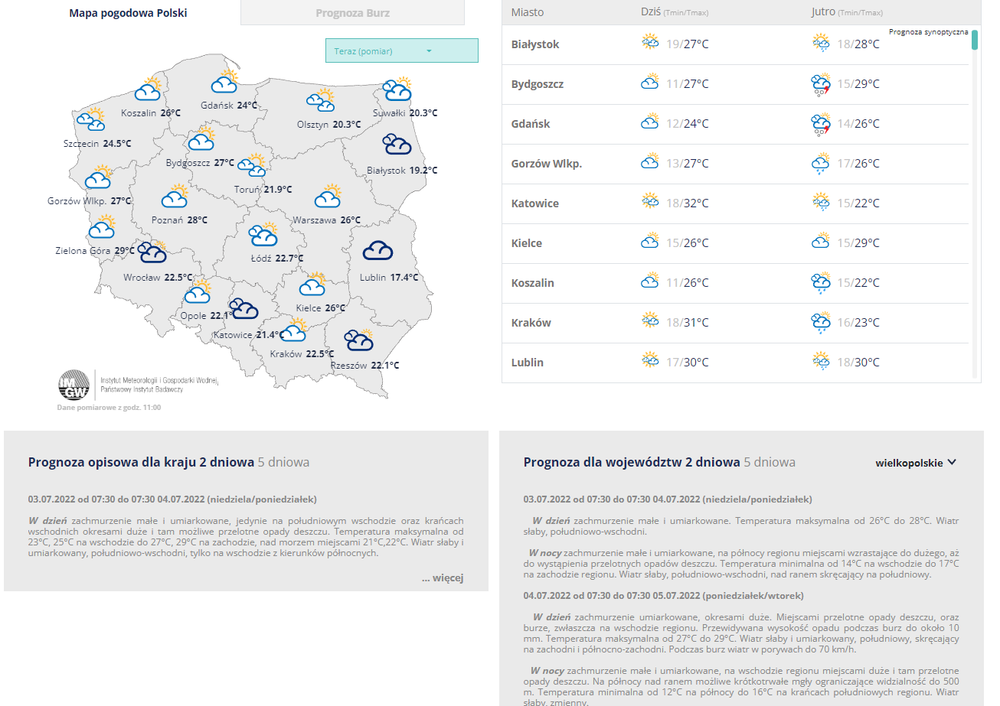 Mapa pogodowa Polski
Prognoza Burz
Teraz (pomiar)
Koszalin 26°C
Gdańsk 24°C
Olsztyn 20.3°C
Suwałki 20.3°C
Szczecin 24.5°C
Bydgoszcz 27°C
Białystok 19.2°C
Toruń 21.9°C
Gorzów Wlkp. 27°C
Poznań 28°C
Warszawa 26°C
Zielona Góra 29°C
Łódź 22.7°C
Wrocław 22.5°C
Lublin 17.4°C
Opole 22.1°
Kielce 26°C
Katowice 21.4°C
Kraków 22.5°C
Rzeszów 22.1°C
IM
GW
Instytut Meteorologii i Gospodarki Wodnej,
Państwowy Instytut Badawczy
Dane pomiarowe z godz. 11:00
Miasto Dziś (Tmin/Tmax) Jutro (Tmin/Tmax)
Prognoza synoptyczna
Białystok 19/27°C 18/28°C
Bydgoszcz 11/27°C 15/29°C
Gdańsk 12/24°C 14/26°C
Gorzów Wlkp. 13/27°C 17/26°C
Katowice 18/32°C 15/22°C
Kielce 15/26°C 15/29°C
Koszalin 11/26°C 15/22°C
Kraków 18/31°C 16/23°C
Lublin 17/30°C 18/30°C
Prognoza opisowa dla kraju 2 dniowa 5 dniowa
03.07.2022 od 07:30 do 07:30 04.07.2022 (niedziela/poniedziałek)
W dzień zachmurzenie małe i umiarkowane, jedynie na południowym wschodzie oraz krańcach
wschodnich okresami duże i tam możliwe przelotne opady deszczu. Temperatura maksymalna od
23°C, 25°C na wschodzie do 27°C, 29°C na zachodzie, nad morzem miejscami 21°C,22°C. Wiatr słaby i
umiarkowany, południowo-wschodni, tylko na wschodzie z kierunków północnych.
... więcej
Prognoza dla województw 2 dniowa 5 dniowa
wielkopolskie
03.07.2022 od 07:30 do 07:30 04.07.2022 (niedziela/poniedziałek)
W dzień zachmurzenie małe i umiarkowane. Temperatura maksymalna od 26°C do 28°C. Wiatr
słaby, południowo-wschodni.
W nocy zachmurzenie małe i umiarkowane, na północy regionu miejscami wzrastające do dużego, aż
do wystąpienia przelotnych opadów deszczu. Temperatura minimalna od 14°C na wschodzie do 17°C
na zachodzie regionu. Wiatr słaby, południowo-wschodni, nad ranem skręcający na południowy.
04.07.2022 od 07:30 do 07:30 05.07.2022 (poniedziałek/wtorek)
W dzień zachmurzenie umiarkowane, okresami duże. Miejscami przelotne opady deszczu, oraz
burze, zwłaszcza na wschodzie regionu. Przewidywana wysokość opadu podczas burz do około 10
mm. Temperatura maksymalna od 27°C do 29°C. Wiatr słaby i umiarkowany, południowy, skręcający
na zachodni i północno-zachodni. Podczas burz wiatr w porywach do 70 km/h.
W nocy zachmurzenie małe i umiarkowane, na wschodzie regionu miejscami duże i tam przelotne
opady deszczu. Na północy nad ranem możliwe krótkotrwałe mgły ograniczające widzialność do 500
m. Temperatura minimalna od 12°C na północy do 16°C na krańcach południowych regionu. Wiatr
słaby, zmienny.